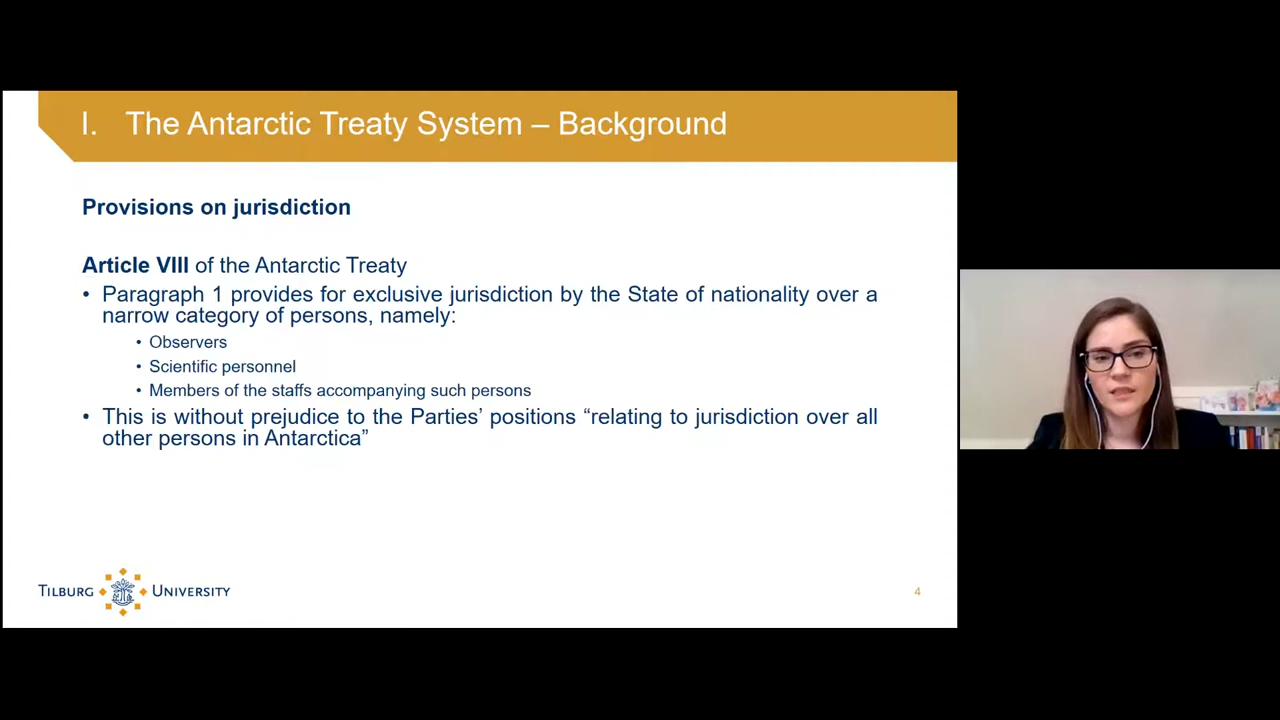 I. The Antarctic Treaty System – Background
Provisions on jurisdiction
Article VIII of the Antarctic Treaty
• Paragraph 1 provides for exclusive jurisdiction by the State of nationality over a
narrow category of persons, namely:
• Observers
• Scientific personnel
• Members of the staffs accompanying such persons
• This is without prejudice to the Parties’ positions “relating to jurisdiction over all
other persons in Antarctica”
TILBURG UNIVERSITY
4